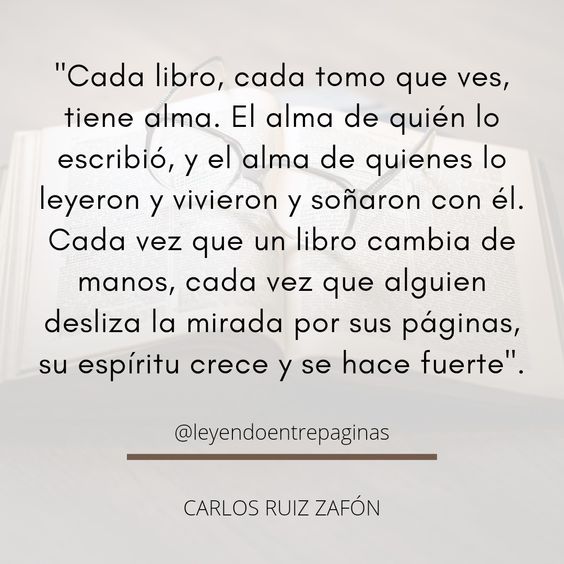 "Cada libro, cada tomo que ves,
tiene alma. El alma de quién lo
escribió, y el alma de quienes lo
leyeron y vivieron y soñaron con él.
Cada vez que un libro cambia de
manos, cada vez que alguien
desliza la mirada por sus páginas,
su espíritu crece y se hace fuerte".
@leyendoentrepaginas
CARLOS RUIZ ZAFÓN